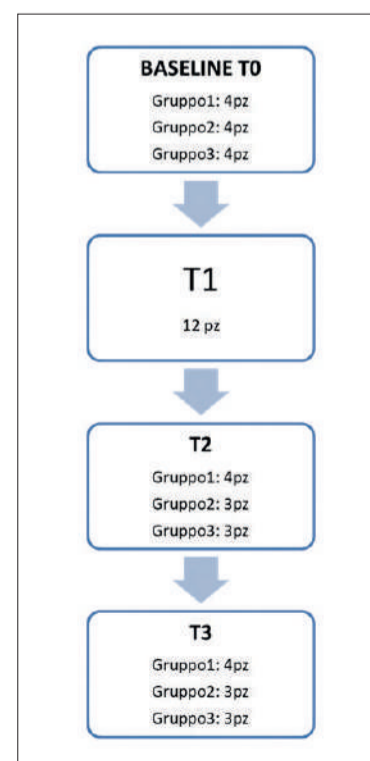 BASELINE T0
Gruppo1: 4pz
Gruppo2: 4pz
Gruppo3: 4pz
T1
12 pz
T2
Gruppo1: 4pz
Gruppo2: 3pz
Gruppo3: 3pz
T3
Gruppo1: 4pz
Gruppo2: 3pz
Gruppo3: 3pz